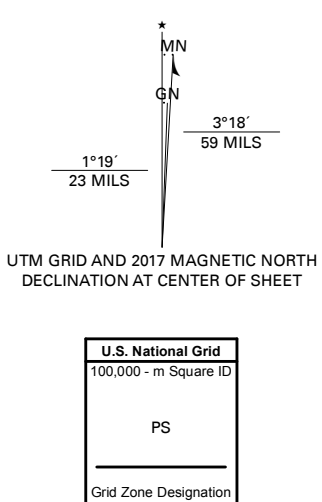 ★
MN
GN
3°18´
59 MILS
1°19´
23 MILS
UTM GRID AND 2017 MAGNETIC NORTH
DECLINATION AT CENTER OF SHEET
U.S. National Grid
100,000 - m Square ID
PS
Grid Zone Designation